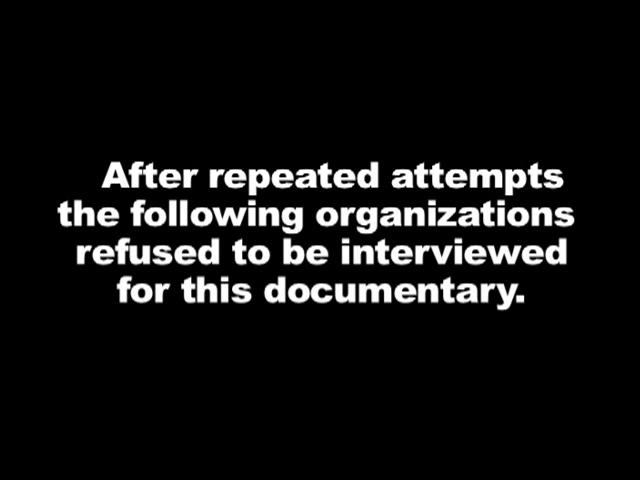 After repeated attempts
the following organizations
refused to be interviewed
for this documentary.